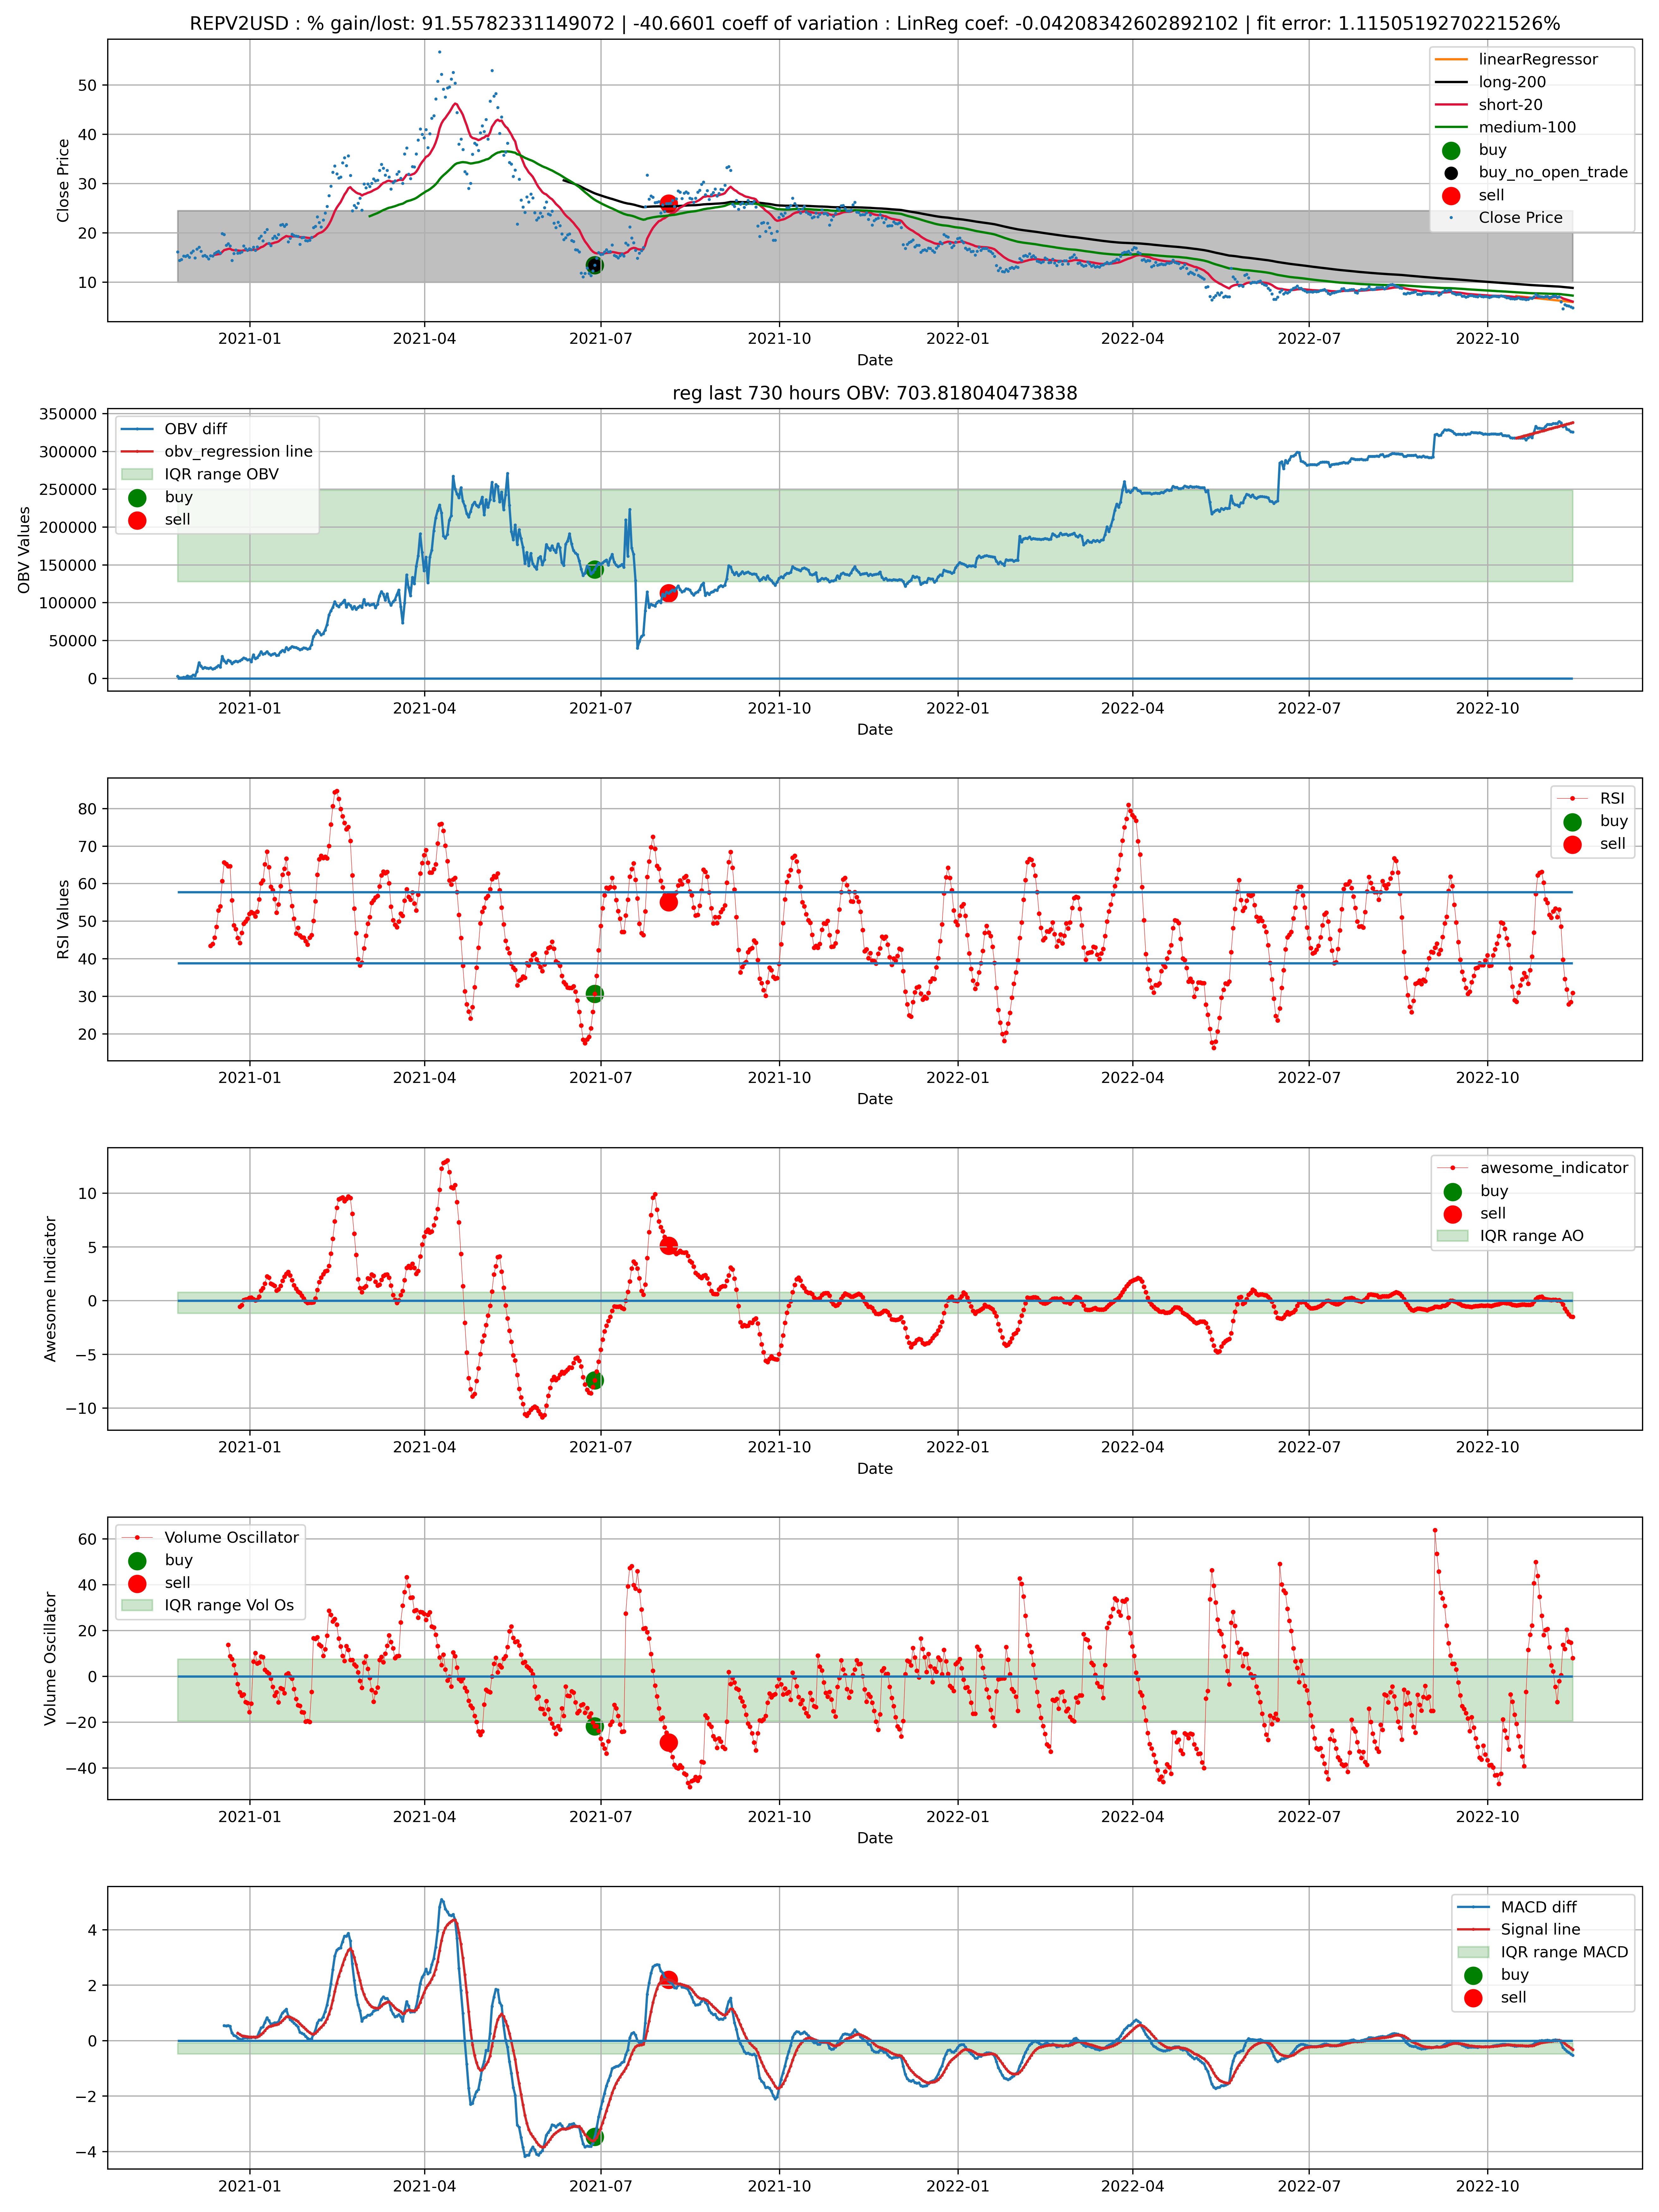 REPV2USD : % gain/lost: 91.55782331149072 | -40.6601 coeff of variation : LinReg coef: -0.04208342602892102 | fit error: 1.1150519270221526%
linearRegressor
long-200
short-20
medium-100
buy
buy_no_open_trade
sell
Close Price
Close Price
50
40
30
20
10
2021-01 2021-04 2021-07 2021-10 2022-01 2022-04 2022-07 2022-10
Date
reg last 730 hours OBV: 703.818040473838
OBV diff
obv_regression line
IQR range OBV
buy
sell
OBV Values
350000
300000
250000
200000
150000
100000
50000
0
2021-01 2021-04 2021-07 2021-10 2022-01 2022-04 2022-07 2022-10
Date
RSI
buy
sell
RSI Values
80
70
60
50
40
30
20
2021-01 2021-04 2021-07 2021-10 2022-01 2022-04 2022-07 2022-10
Date
awesome_indicator
buy
sell
IQR range AO
Awesome Indicator
10
5
0
−5
−10
2021-01 2021-04 2021-07 2021-10 2022-01 2022-04 2022-07 2022-10
Date
Volume Oscillator
buy
sell
IQR range Vol Os
Volume Oscillator
60
40
20
0
−20
−40
2021-01 2021-04 2021-07 2021-10 2022-01 2022-04 2022-07 2022-10
Date
MACD diff
Signal line
IQR range MACD
buy
sell
4
2
0
−2
−4
2021-01 2021-04 2021-07 2021-10 2022-01 2022-04 2022-07 2022-10